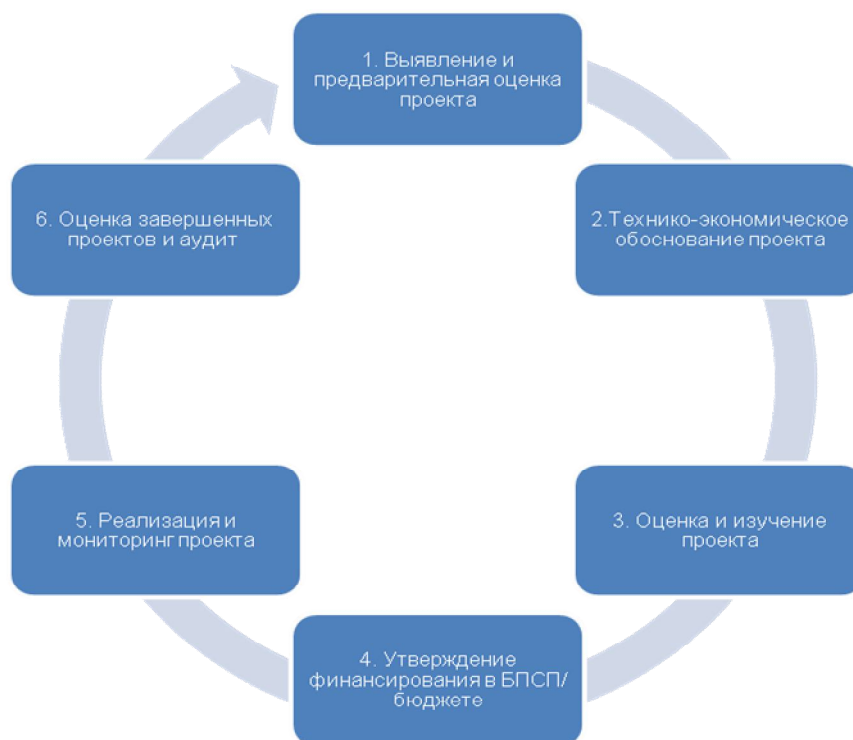 1. Выявление и
предварительная оценка
проекта
2.Технико-экономическое
обоснование проекта
3. Оценка и изучение
проекта
4. Утверждение
финансирования в БПСП/
бюджете
5. Реализация и
мониторинг проекта
6. Оценка завершенных
проектов и аудит